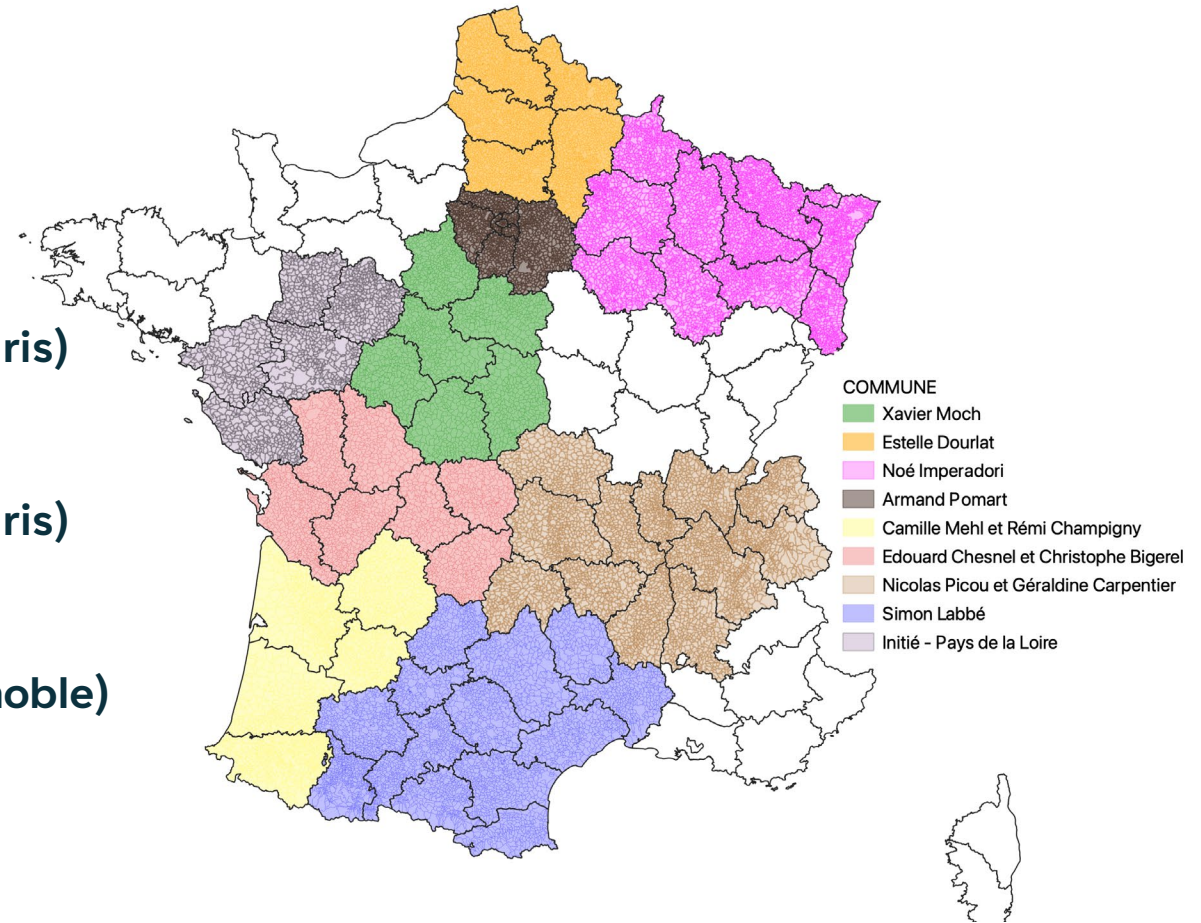 ris)
ris)
noble)
COMMUNE
Xavier Moch
Estelle Dourlat
Noé Imperadori
Armand Pomart
Camille Mehl et Rémi Champigny
Edouard Chesnel et Christophe Bigerel
Nicolas Picou et Géraldine Carpentier
Simon Labbé
Initié - Pays de la Loire